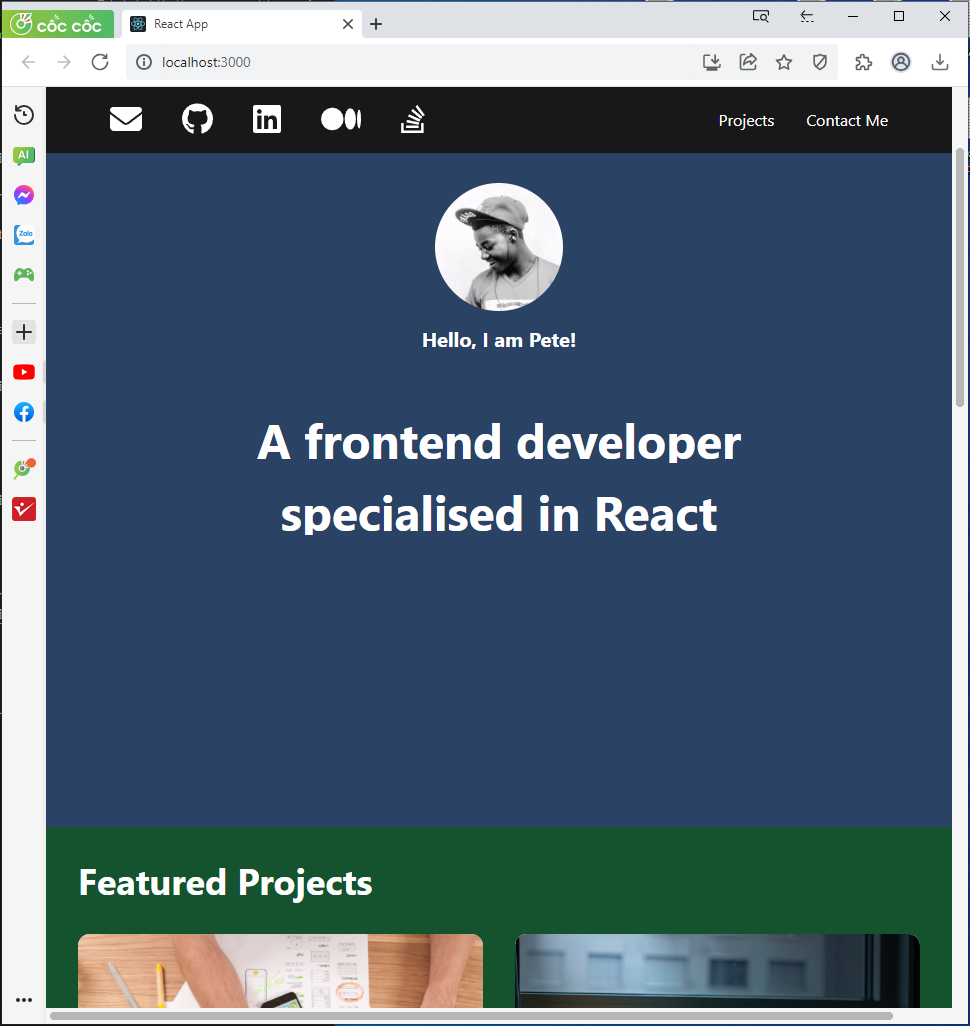 cốc cốc
React App
localhost:3000
AI
Zalo
Projects
Contact Me
Hello, I am Pete!
A frontend developer
specialised in React
Featured Projects